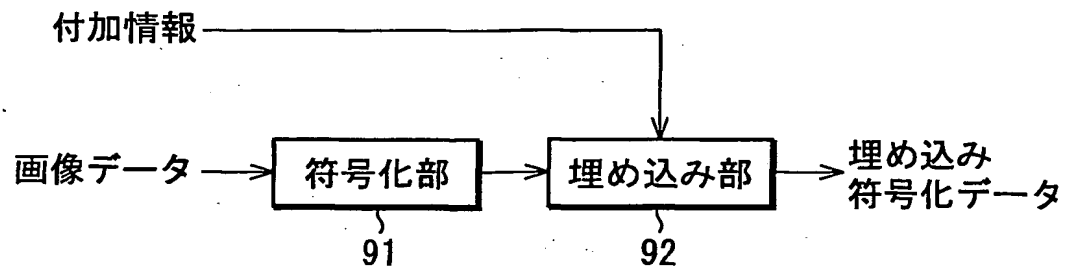 付加情報
画像データ
符号化部
埋め込み部
埋め込み
符号化データ
91
92